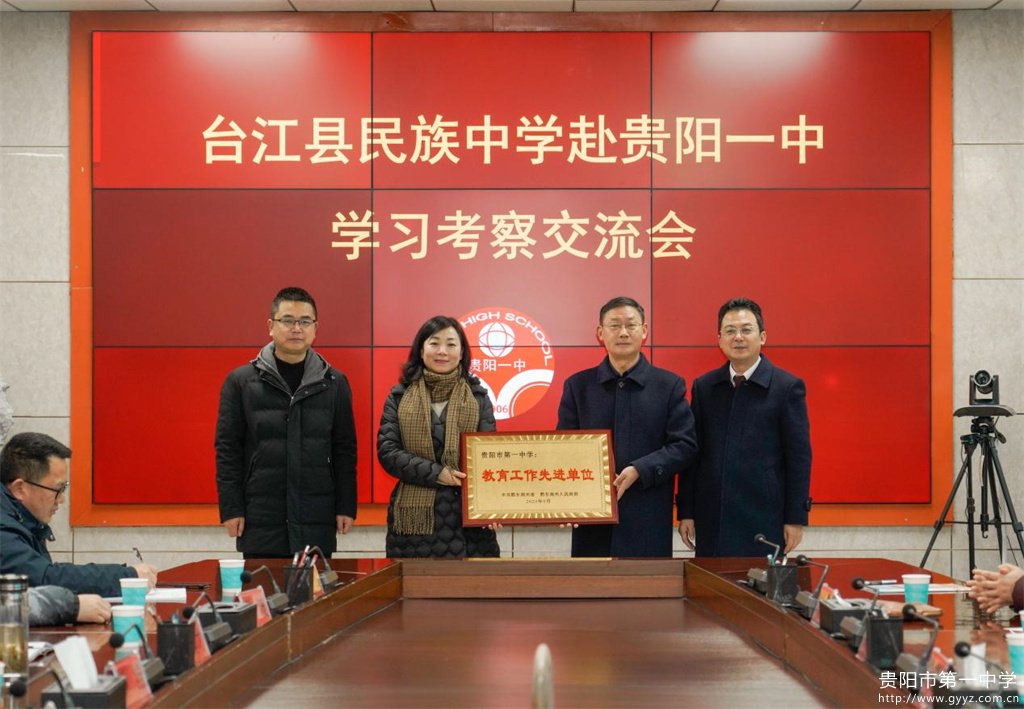 台江县民族中学赴贵阳一中
学习考察交流会
HIGH SCHOOL
贵阳一中
贵阳市第一中学：
教育工作先进单位
贵阳市第一中学
http://www.gyyz.com.cn